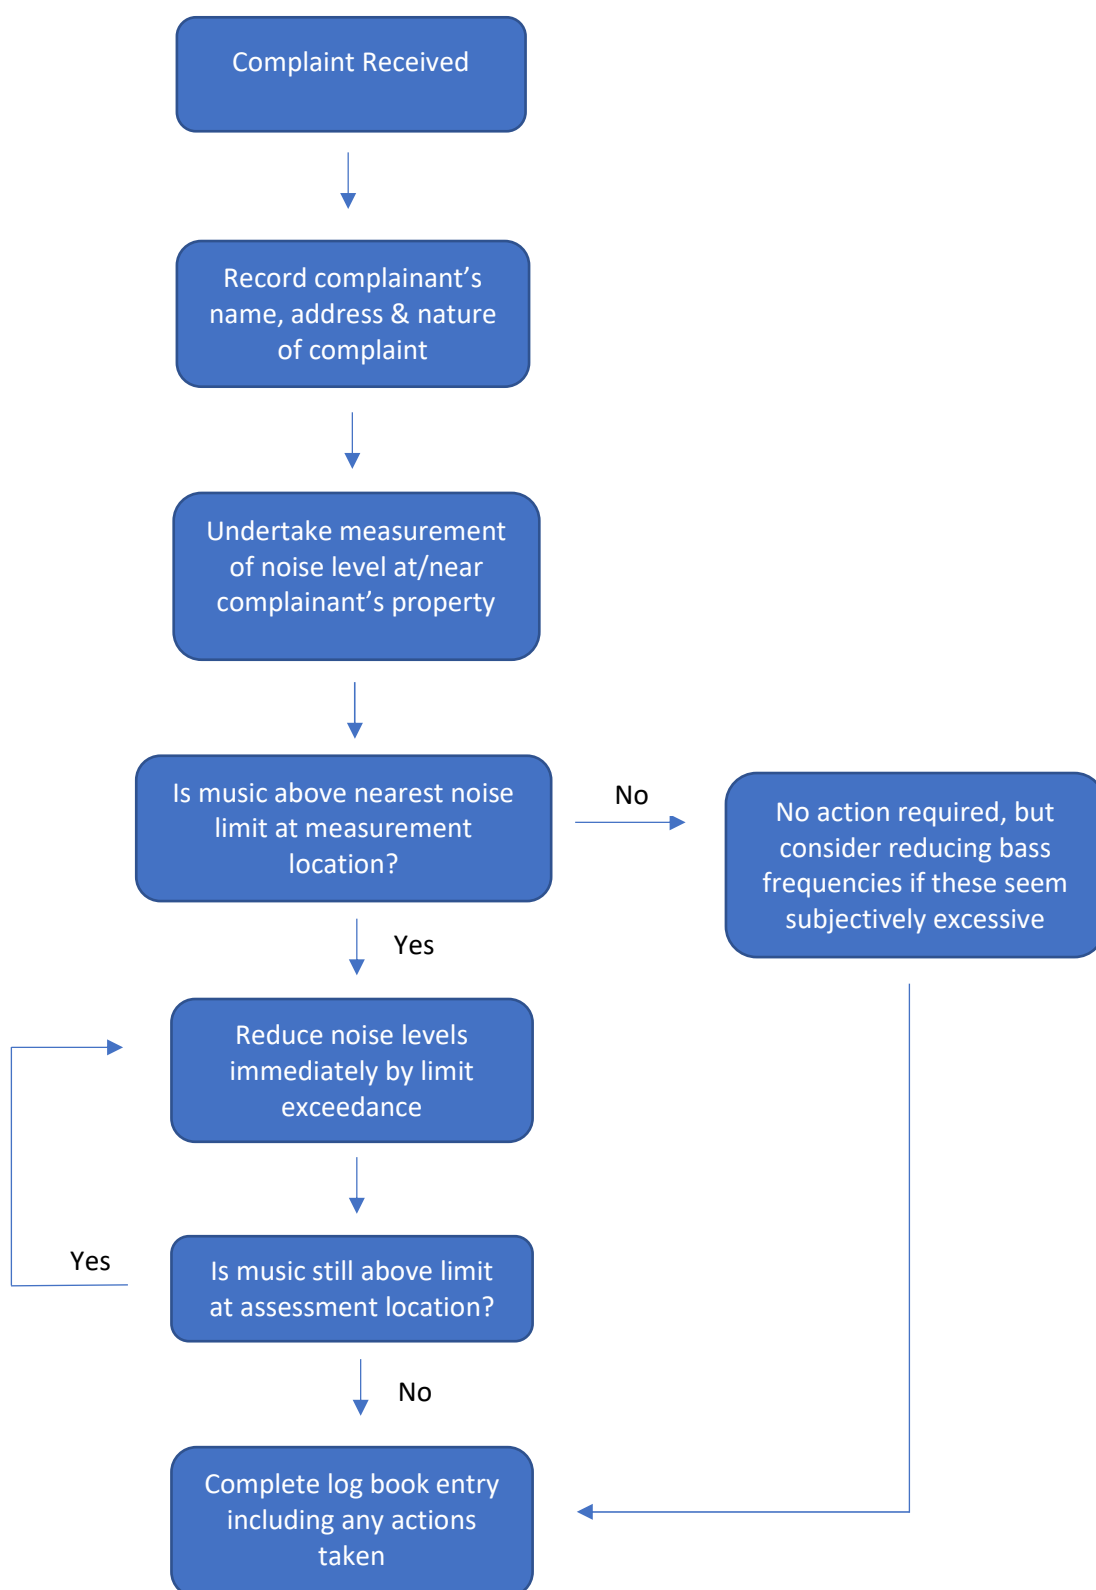 Complaint Received
Record complainant’s
name, address & nature
of complaint
Undertake measurement
of noise level at/near
complainant’s property
Is music above nearest noise
limit at measurement
location?
No
No action required, but
consider reducing bass
frequencies if these seem
subjectively excessive
Yes
Reduce noise levels
immediately by limit
exceedance
Yes
Is music still above limit
at assessment location?
No
Complete log book entry
including any actions
taken